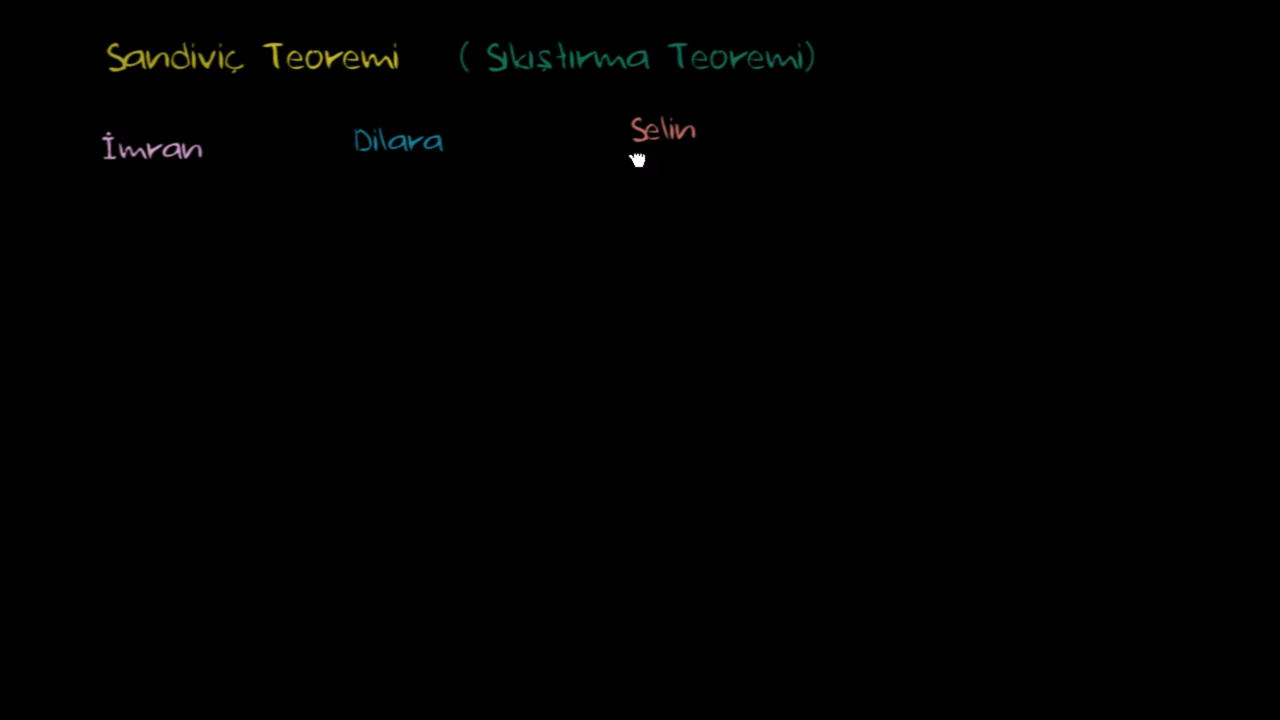 Sandiviç Teoremi ( Sıkıştırma Teoremi)
İmran Dilara Selin